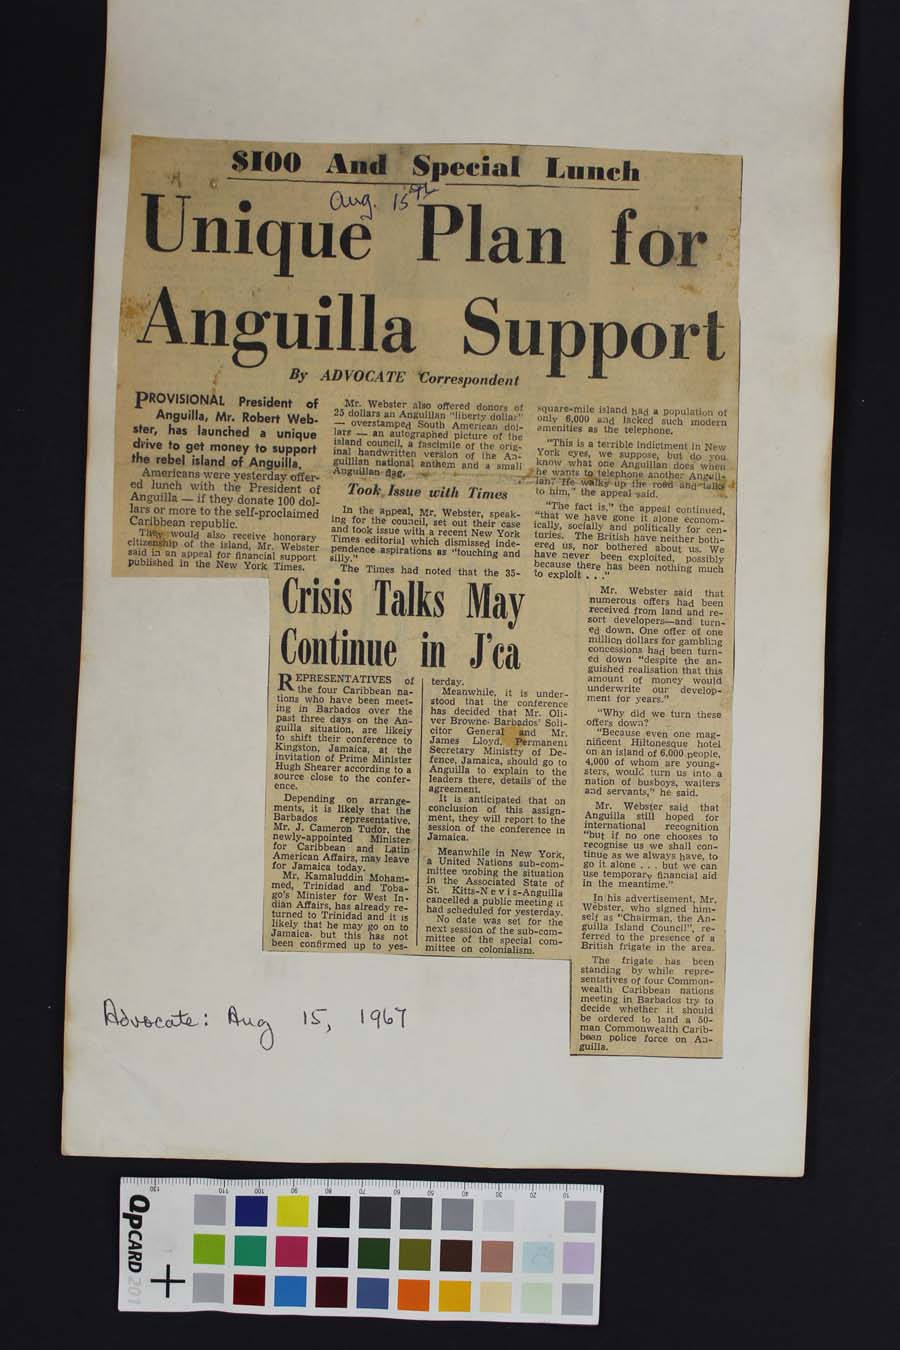 $100 And Special Lunch
Aug. 15th
Unique Plan for
Anguilla Support
By ADVOCATE Correspondent
PROVISIONAL President of
Anguilla, Mr. Robert Web-
ster, has launched a unique
drive to get money to support
the rebel island of Anguilla.
Americans were yesterday offer-
ed lunch with the President of
Anguilla — if they donate 100 dol-
lars or more to the self-proclaimed
Caribbean republic.
They would also receive honorary
citizenship of the island, Mr. Webster
said in an appeal for financial support
published in the New York Times.
Mr. Webster also offered donors of
25 dollars an Anguillan "liberty dollar"
— overstamped South American dol-
lars — an autographed picture of the
island council, a fascimile of the orig-
inal handwritten version of the An-
guillian national anthem and a small
Anguillan flag.
Took Issue with Times
In the appeal, Mr. Webster, speak-
ing for the council, set out their case
and took issue with a recent New York
Times editorial which dismissed inde-
pendence aspirations as "touching and
silly."
The Times had noted that the 35-
square-mile island had a population of
only 6,000 and lacked such modern
amenities as the telephone.
"This is a terrible indictment in New
York eyes, we suppose, but do you
know what one Anguillan does when
he wants to telephone another Anguil-
lan? He walks up the road and talks
to him," the appeal said.
"The fact is," the appeal continued,
"that we have gone it alone econom-
ically, socially and politically for cen-
turies. The British have neither both-
ered us, nor bothered about us. We
have never been exploited, possibly
because there has been nothing much
to exploit . . ."
Mr. Webster said that
numerous offers had been
received from land and re-
sort developers—and turn-
ed down. One offer of one
million dollars for gambling
concessions had been turn-
ed down "despite the an-
guished realisation that this
amount of money would
underwrite our develop-
ment for years."
"Why did we turn these
offers down?
"Because even one mag-
nificent Hiltonesque hotel
on an island of 6,000 people,
4,000 of whom are young-
sters, would turn us into a
nation of busboys, waiters
and servants," he said.
Mr. Webster said that
Anguilla still hoped for
international recognition
"but if no one chooses to
recognise us we shall con-
tinue as we always have, to
go it alone . . . but we can
use temporary financial aid
in the meantime."
In his advertisement, Mr.
Webster, who signed him-
self as "Chairman, the An-
guilla Island Council", re-
ferred to the presence of a
British frigate in the area.
The frigate has been
standing by while repre-
sentatives of four Common-
wealth Caribbean nations
meeting in Barbados try to
decide whether it should
be ordered to land a 50-
man Commonwealth Carib-
bean police force on An-
guilla.
Crisis Talks May
Continue in J'ca
REPRESENTATIVES of
the four Caribbean na-
tions who have been meet-
ing in Barbados over the
past three days on the An-
guilla situation, are likely
to shift their conference to
Kingston, Jamaica, at the
invitation of Prime Minister
Hugh Shearer according to a
source close to the confer-
ence.
Depending on arrange-
ments, it is likely that the
Barbados representative,
Mr. J. Cameron Tudor, the
newly-appointed Minister
for Caribbean and Latin
American Affairs, may leave
for Jamaica today.
Mr. Kamaluddin Moham-
med, Trinidad and Toba-
go's Minister for West In-
dian Affairs, has already re-
turned to Trinidad and it is
likely that he may go on to
Jamaica. but this has not
been confirmed up to yes-
terday.
Meanwhile, it is under-
stood that the conference
has decided that Mr. Oli-
ver Browne, Barbados' Soli-
citor General and Mr.
James Lloyd, Permanent
Secretary Ministry of De-
fence, Jamaica, should go to
Anguilla to explain to the
leaders there, details of the
agreement.
It is anticipated that on
conclusion of this assign-
ment, they will report to the
session of the conference in
Jamaica.
Meanwhile in New York,
a United Nations sub-com-
mittee probing the situation
in the Associated State of
St. Kitts-Nevis-Anguilla
cancelled a public meeting it
had scheduled for yesterday.
No date was set for the
next session of the sub-com-
mittee of the special com-
mittee on colonialism.
Advocate: Aug 15, 1967
130 110 100 90 80 70 60 50 40 30 20 10
QPCARD 201